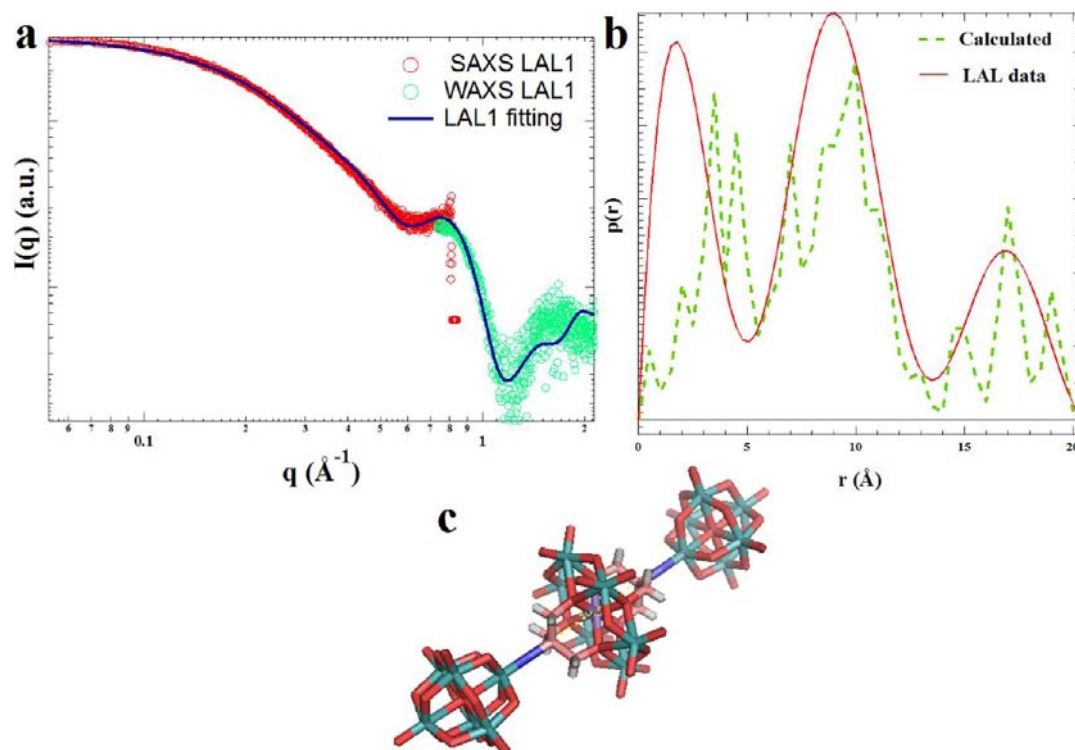 a
SAXS LAL1
WAXS LAL1
LAL1 fitting
I(q) (a.u.)
6 7 8 9 2 3 4 5 6 7 8 9 2
0.1 1
q (Å⁻¹)
b
Calculated
LAL data
p(r)
0 5 10 15 20
r (Å)
c